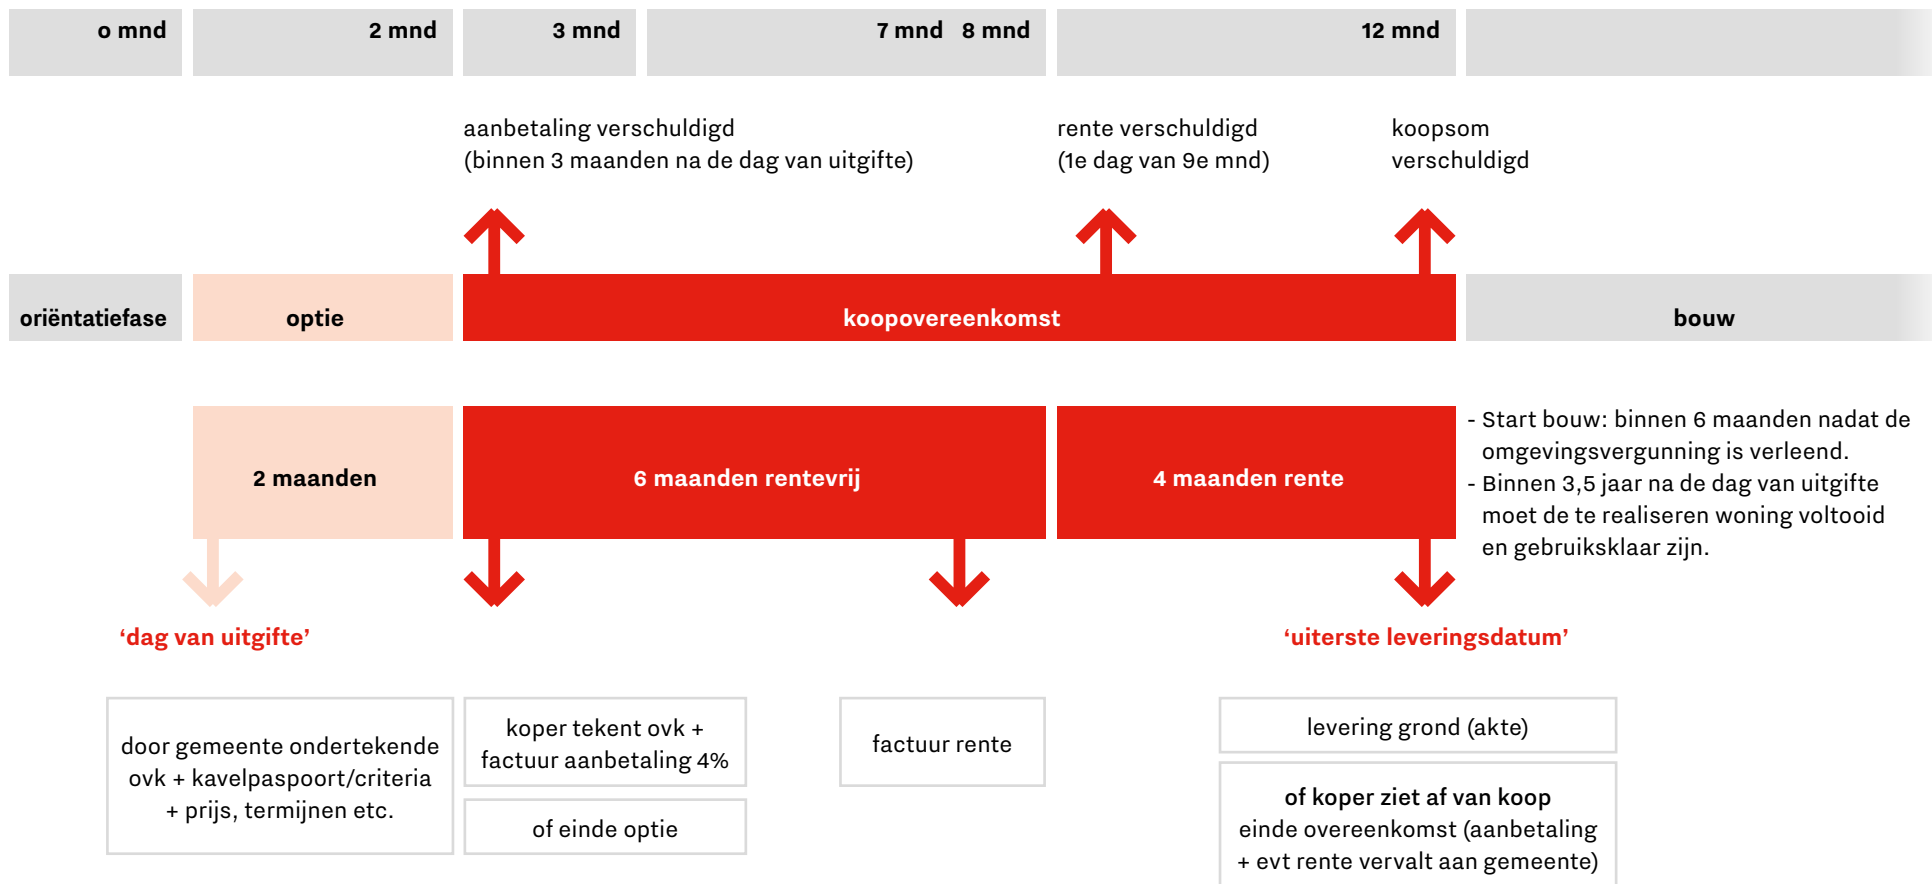 o mnd
2 mnd
3 mnd
7 mnd
8 mnd
12 mnd
aanbetaling verschuldigd
(binnen 3 maanden na de dag van uitgifte)
rente verschuldigd
(1e dag van 9e mnd)
koopsom
verschuldigd
oriëntatiefase
optie
koopovereenkomst
bouw
2 maanden
6 maanden rentevrij
4 maanden rente
- Start bouw: binnen 6 maanden nadat de
omgevingsvergunning is verleend.
- Binnen 3,5 jaar na de dag van uitgifte
moet de te realiseren woning voltooid
en gebruiksklaar zijn.
‘dag van uitgifte’
‘uiterste leveringsdatum’
door gemeente ondertekende
ovk + kavelpaspoort/criteria
+ prijs, termijnen etc.
koper tekent ovk +
factuur aanbetaling 4%
of einde optie
factuur rente
levering grond (akte)
of koper ziet af van koop
einde overeenkomst (aanbetaling
+ evt rente vervalt aan gemeente)